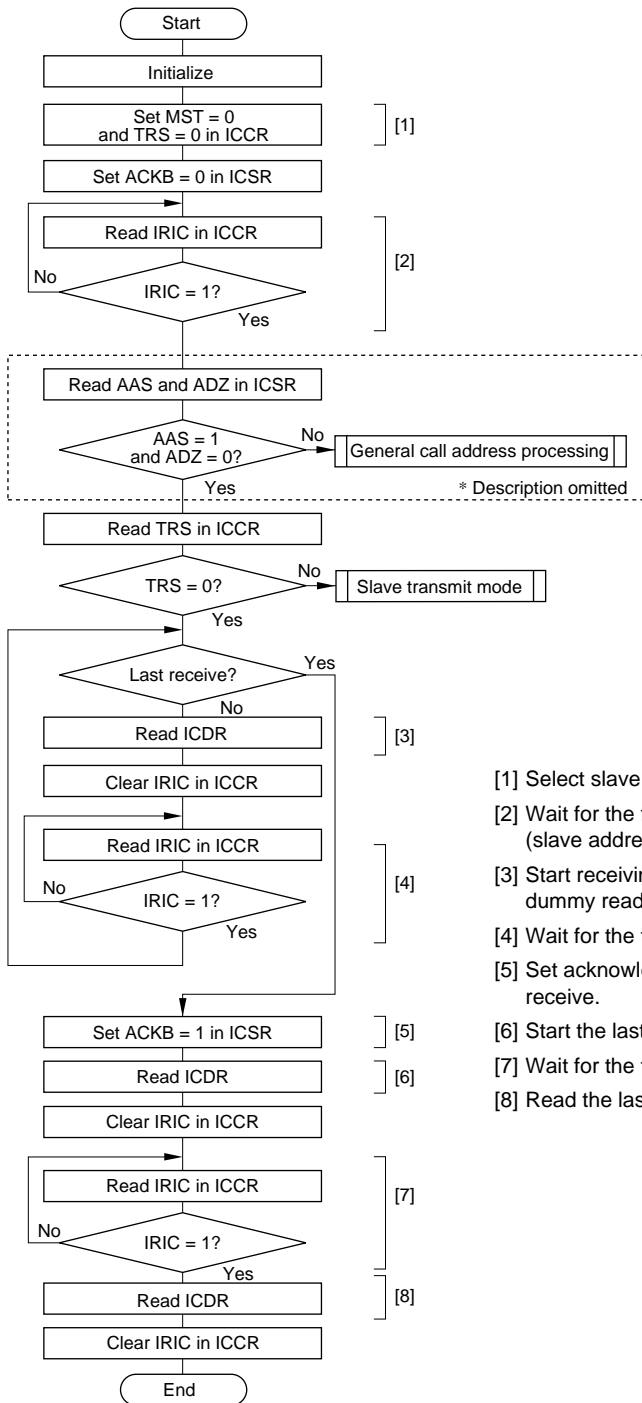 Start
Initialize
Set MST = 0
and TRS = 0 in ICCR
[1]
Set ACKB = 0 in ICSR
Read IRIC in ICCR
[2]
No
IRIC = 1?
Yes
Read AAS and ADZ in ICSR
AAS = 1
and ADZ = 0?
No
General call address processing
Yes
* Description omitted
Read TRS in ICCR
TRS = 0?
No
Slave transmit mode
Yes
Last receive?
Yes
No
Read ICDR
[3]
Clear IRIC in ICCR
Read IRIC in ICCR
[4]
No
IRIC = 1?
Yes
[1] Select slave
[2] Wait for the
(slave
[3] Start
dummy read
[4] Wait for the
[5] Set
receive.
[6] Start the last
[7] Wait for the
[8] Read the
Set ACKB = 1 in ICSR
[5]
Read ICDR
[6]
Clear IRIC in ICCR
Read IRIC in ICCR
[7]
No
IRIC = 1?
Yes
Read ICDR
[8]
Clear IRIC in ICCR
End